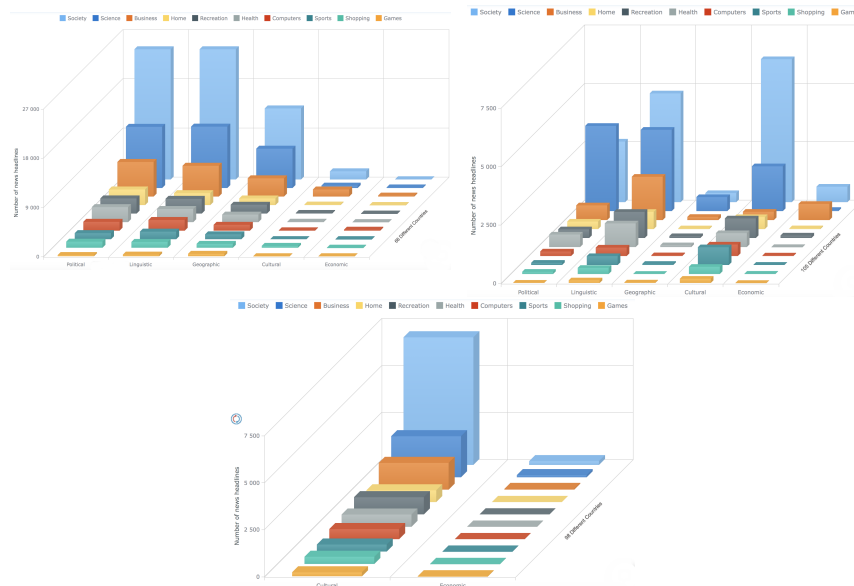 Society Science Business Home Recreation Health Computers Sports Shopping Games
27 000
18 000
9 000
0
Number of news headlines
Political Linguistic Geographic Cultural Economic
Society Science Business Home Recreation Health Computers Sports Shopping Gam
7 500
5 000
2 500
0
Number of news headlines
Political Linguistic Geographic Cultural Economic
105 Different Countries
Society Science Business Home Recreation Health Computers Sports Shopping Games
7 500
5 000
2 500
0
Number of news headlines
Cultural Economic
98 Different Countries